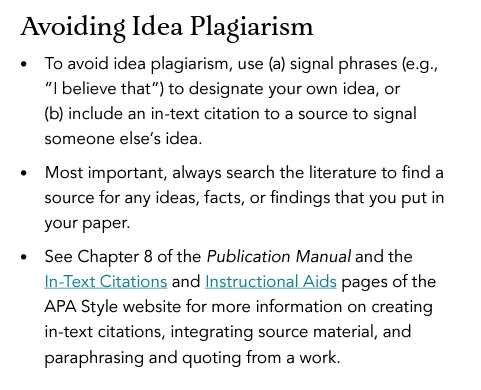 Avoiding Idea Plagiarism
• To avoid idea plagiarism, use (a) signal phrases (e.g.,
“I believe that”) to designate your own idea, or
(b) include an in-text citation to a source to signal
someone else’s idea.
• Most important, always search the literature to find a
source for any ideas, facts, or findings that you put in
your paper.
• See Chapter 8 of the Publication Manual and the
In-Text Citations and Instructional Aids pages of the
APA Style website for more information on creating
in-text citations, integrating source material, and
paraphrasing and quoting from a work.